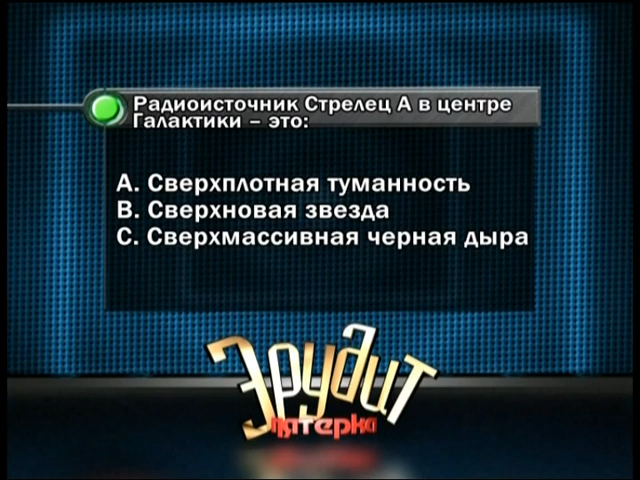 Радиоисточник Стрелец А в центре
Галактики – это:
А. Сверхплотная туманность
В. Сверхновая звезда
С. Сверхмассивная черная дыра
Эрудит
пятерка